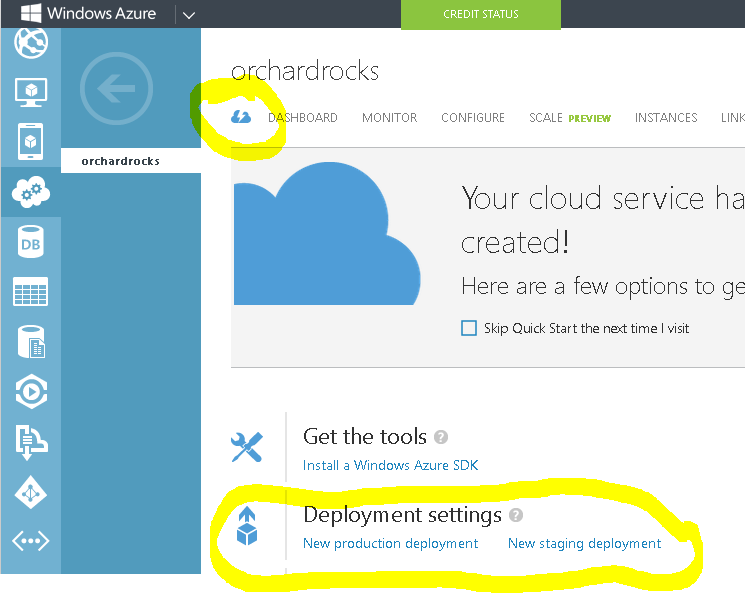 Windows Azure
CREDIT STATUS
orchardrocks
DASHBOARD MONITOR CONFIGURE SCALE PREVIEW INSTANCES LINK
orchardrocks
Your cloud service ha
created!
Here are a few options to ge
Skip Quick Start the next time I visit
DB
Get the tools ?
Install a Windows Azure SDK
Deployment settings ?
New production deployment New staging deployment